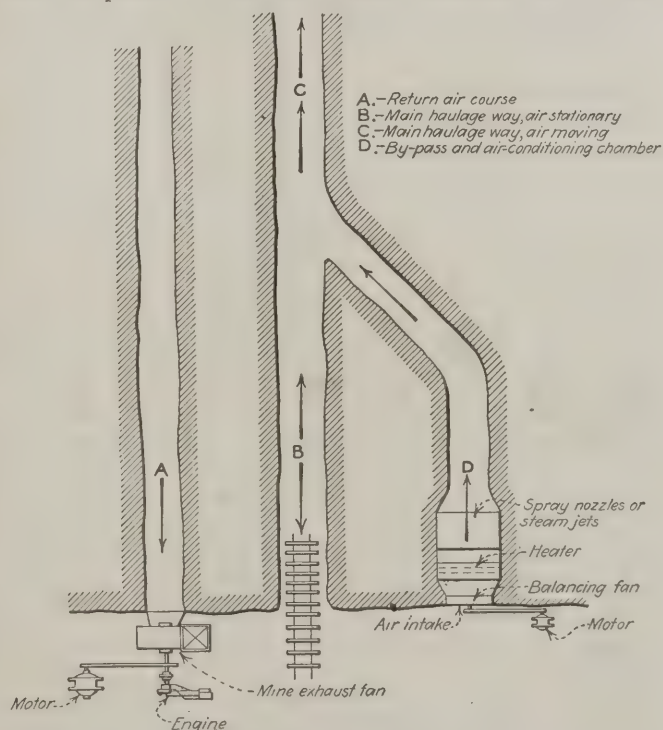 C
A.-Return air course
B.-Main haulage way, air stationary
C.-Main haulage way, air moving
D.-By-pass and air-conditioning chamber
A
B
D
Spray nozzles or
steam jets
Heater
Balancing fan
Air intake
Motor
Mine exhaust fan
Motor
Engine